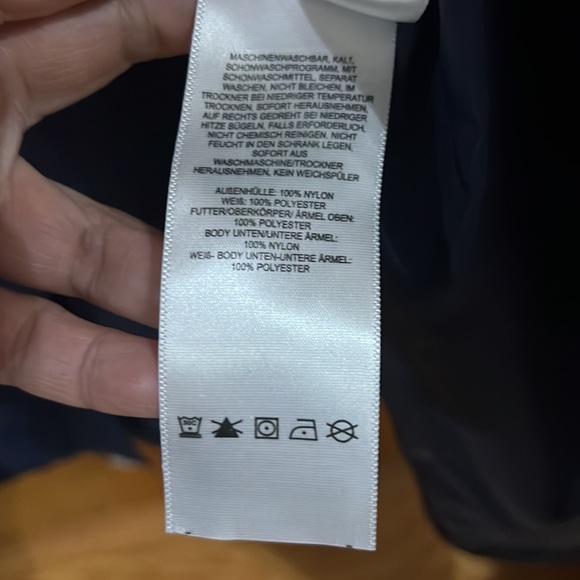 MASCHINENWASCHBAR, KALT,
SCHONWASCHPROGRAMM, MIT
SCHONWASCHMITTEL, SEPARAT
WASCHEN, NICHT BLEICHEN, IM
TROCKNER BEI NIEDRIGER TEMPERATUR
TROCKNEN, SOFORT HERAUSNEHMEN,
AUF RECHTS GEDREHT BEI NIEDRIGER
HITZE BÜGELN, FALLS ERFORDERLICH,
NICHT CHEMISCH REINIGEN, NICHT
FEUCHT IN DEN SCHRANK LEGEN,
SOFORT AUS
WASCHMASCHINE/TROCKNER
HERAUSNEHMEN, KEIN WEICHSPÜLER
AUßENHÜLLE: 100% NYLON
WEIß: 100% POLYESTER
FUTTER/OBERKÖRPER/ ÄRMEL OBEN:
100% POLYESTER
BODY UNTEN/UNTERE ÄRMEL:
100% NYLON
WEIß- BODY UNTEN-UNTERE ÄRMEL:
100% POLYESTER
30C